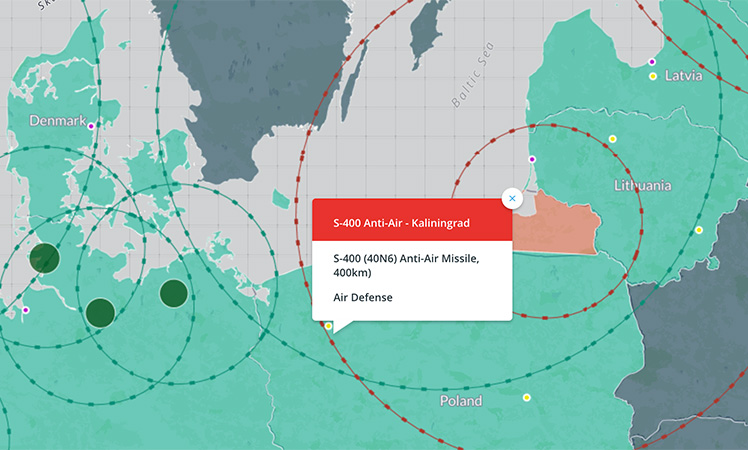 Sk
Denmark
Baltic Sea
Latvia
Lithuania
S-400 Anti-Air - Kaliningrad
S-400 (40N6) Anti-Air Missile,
400km)
Air Defense
Poland